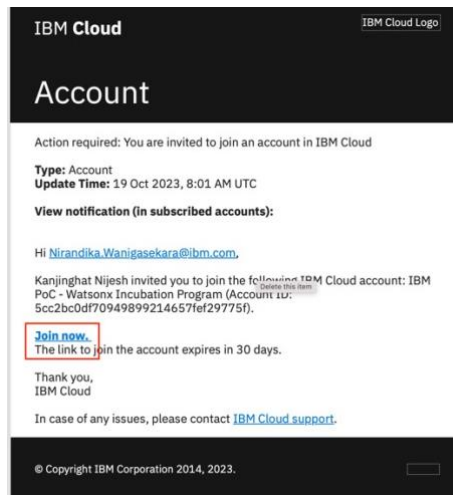 IBM Cloud
IBM Cloud Logo
Account
Action required: You are invited to join an account in IBM Cloud
Type: Account
Update Time: 19 Oct 2023, 8:01 AM UTC
View notification (in subscribed accounts):
Hi Nirandika.Wanigasekara@ibm.com,
Kanjinghat Nijesh invited you to join the following IBM Cloud account: IBM
Delete this item
PoC - Watsonx Incubation Program (Account ID:
5cc2bc0df70949899214657fef29775f).
Join now.
The link to join the account expires in 30 days.
Thank you,
IBM Cloud
In case of any issues, please contact IBM Cloud support.
© Copyright IBM Corporation 2014, 2023.